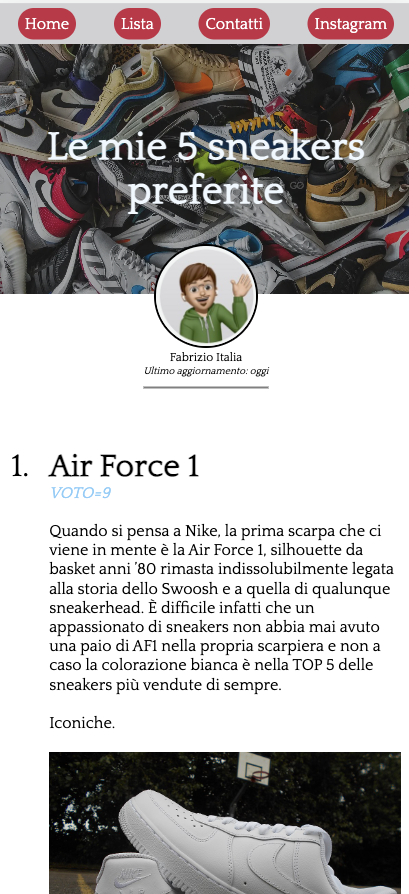 Home Lista Contatti Instagram
Le mie 5 sneakers
preferite
Fabrizio Italia
Ultimo aggiornamento: oggi
1. Air Force 1
VOTO=9
Quando si pensa a Nike, la prima scarpa che ci
viene in mente è la Air Force 1, silhouette da
basket anni ’80 rimasta indissolubilmente legata
alla storia dello Swoosh e a quella di qualunque
sneakerhead. È difficile infatti che un
appassionato di sneakers non abbia mai avuto
una paio di AF1 nella propria scarpiera e non a
caso la colorazione bianca è nella TOP 5 delle
sneakers più vendute di sempre.
Iconiche.
NIKE